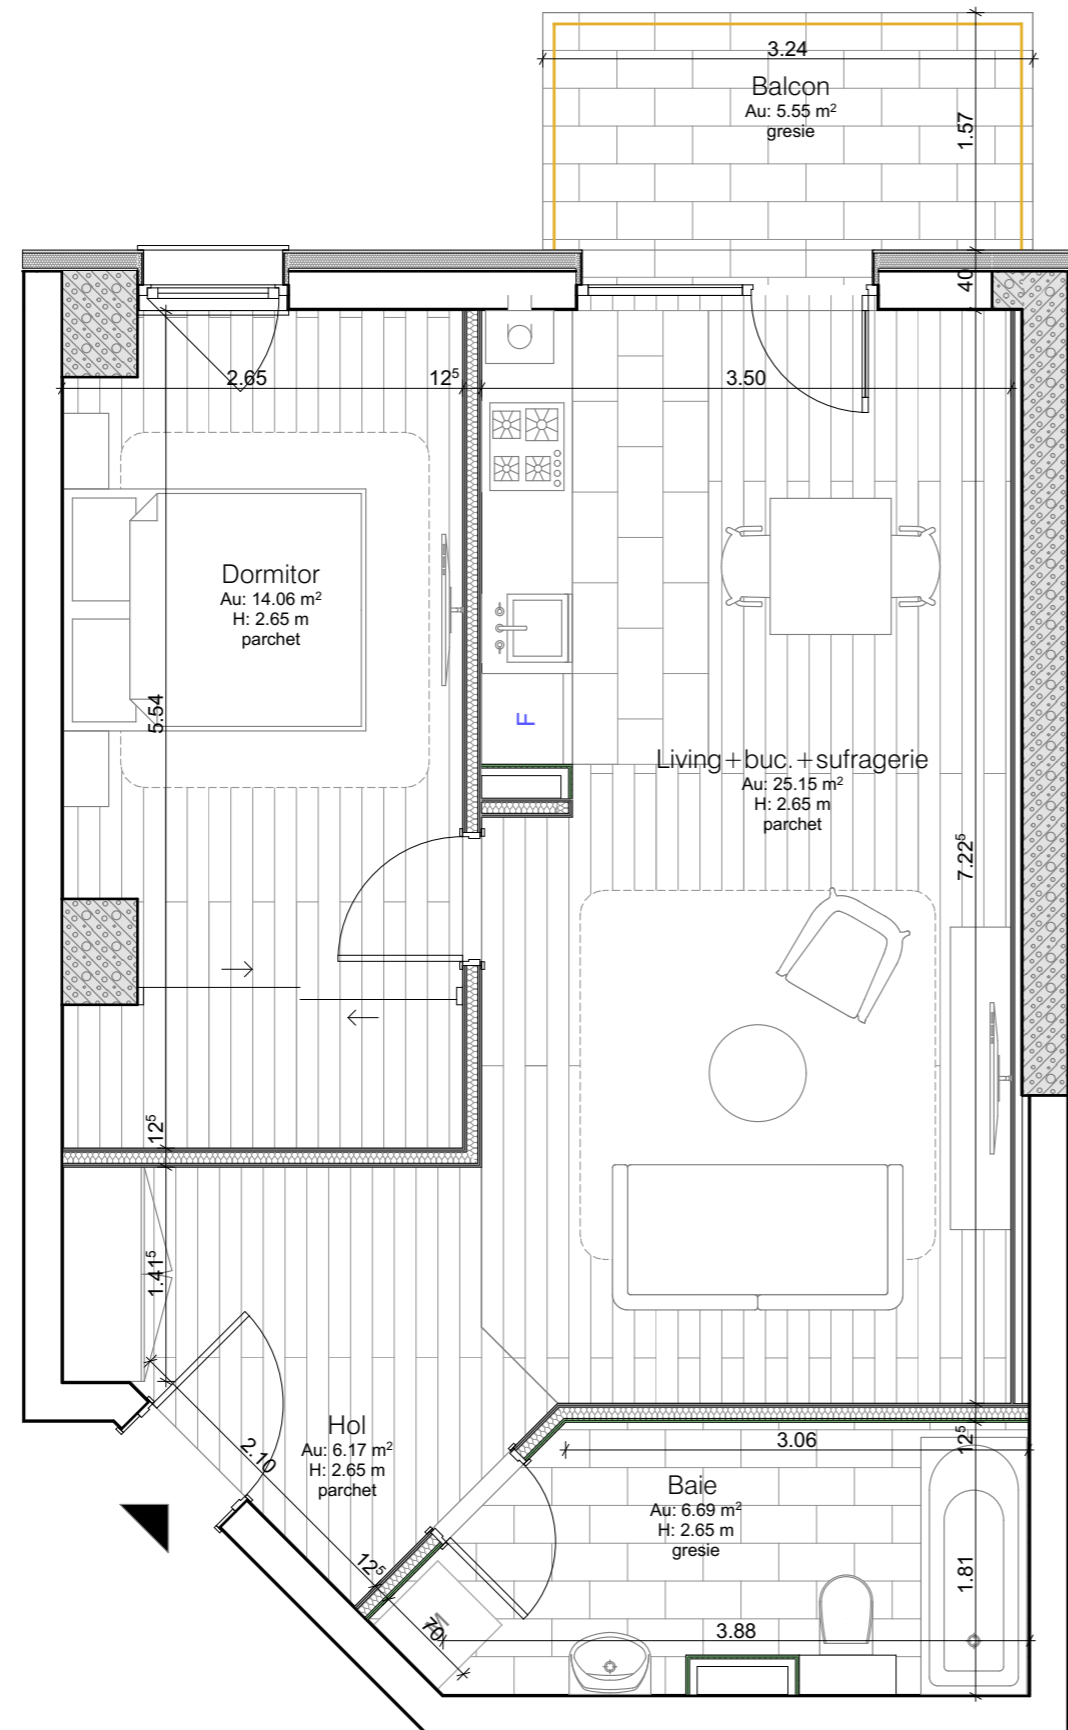 3.24
Balcon
Au: 5.55 m²
gresie
1.57
40
2.65
12⁵
3.50
Dormitor
Au: 14.06 m²
H: 2.65 m
parchet
5.54
F
Living+buc.+sufragerie
Au: 25.15 m²
H: 2.65 m
parchet
7.22⁵
12⁵
1.41⁵
Hol
Au: 6.17 m²
H: 2.65 m
parchet
2.10
3.06
12⁵
Baie
Au: 6.69 m²
H: 2.65 m
gresie
1.81
12⁵
70
3.88